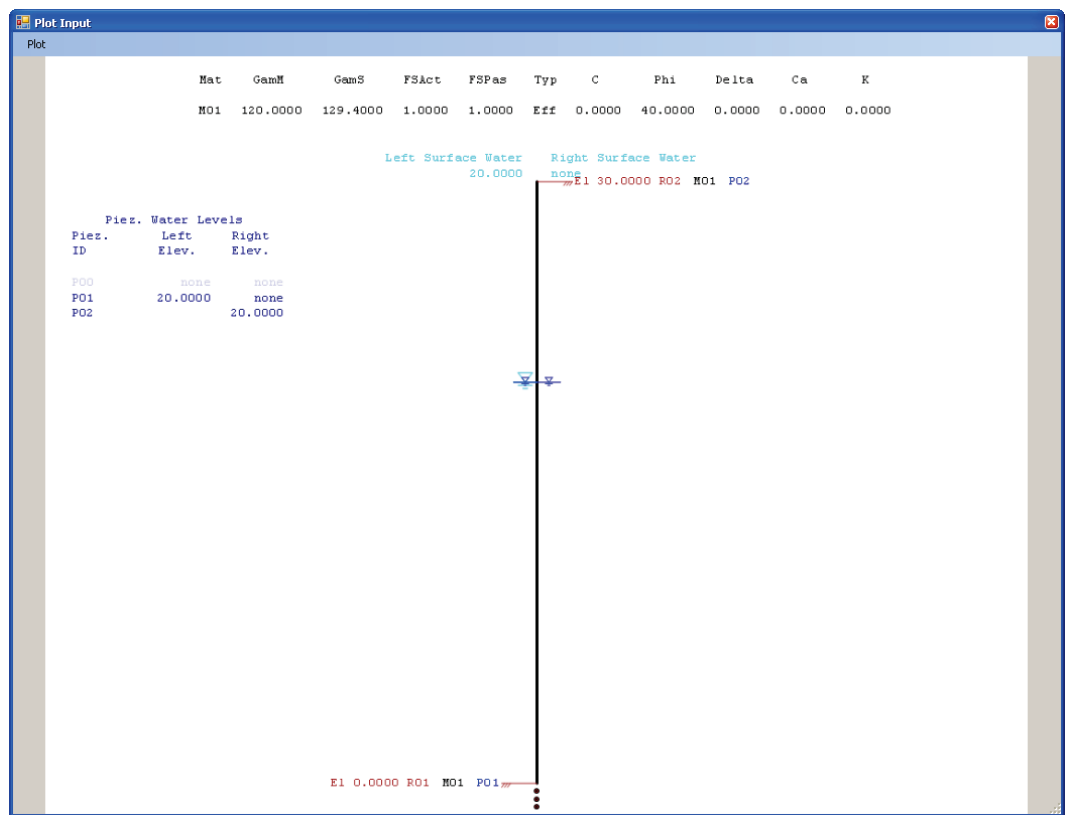 Plot Input
Plot
Mat GamM GamS FSAct FSPas Typ C Phi Delta Ca K
M01 120.0000 129.4000 1.0000 1.0000 Eff 0.0000 40.0000 0.0000 0.0000 0.0000
Left Surface Water Right Surface Water
20.0000 none
El 30.0000 R02 M01 P02
Piez. Water Levels
Piez. Left Right
ID Elev. Elev.
P00 none none
P01 20.0000 none
P02 20.0000
El 0.0000 R01 M01 P01